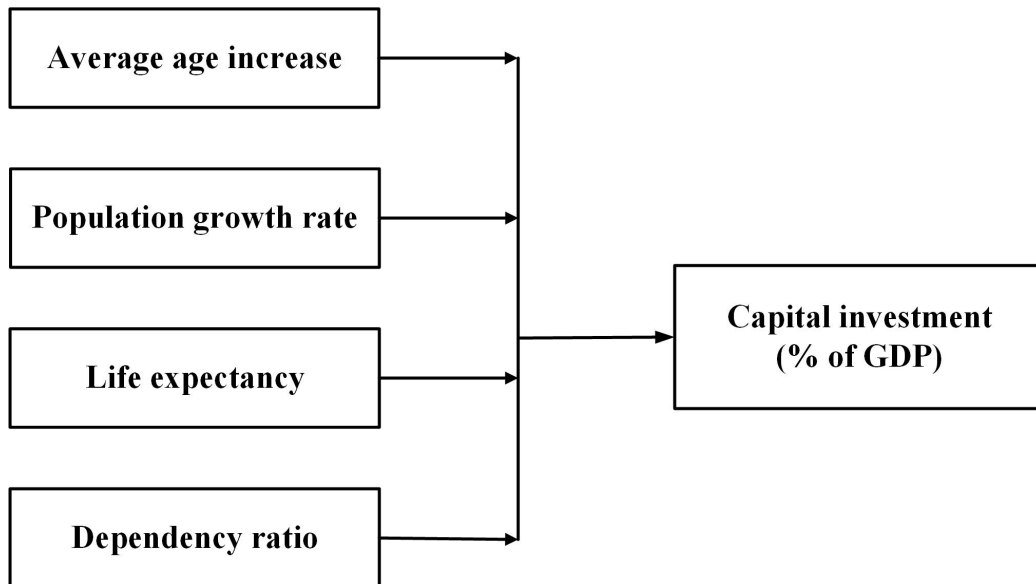 Average age increase
Population growth rate
Life expectancy
Dependency ratio
Capital investment
(% of GDP)